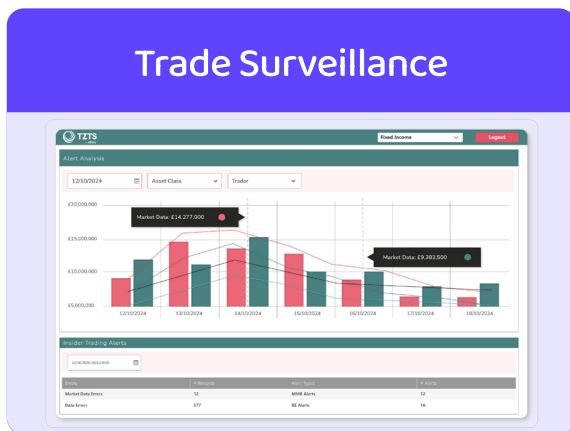 Trade Surveillance
TZTS
Fixed Income
Logout
Alert Analysis
12/10/2024
Asset Class
Trader
£20,000,000
Market Data: £14,277,000
£15,000,000
Market Data: £9,383,500
£10,000,000
£5,000,000
12/10/2024 13/10/2024 14/10/2024 15/10/2024 16/10/2024 17/10/2024 18/10/2024
Insider Trading Alerts
Errors # Records Alert Types # Alerts
Market Data Errors 12 MMR Alerts 12
Data Errors 577 BE Alerts 16